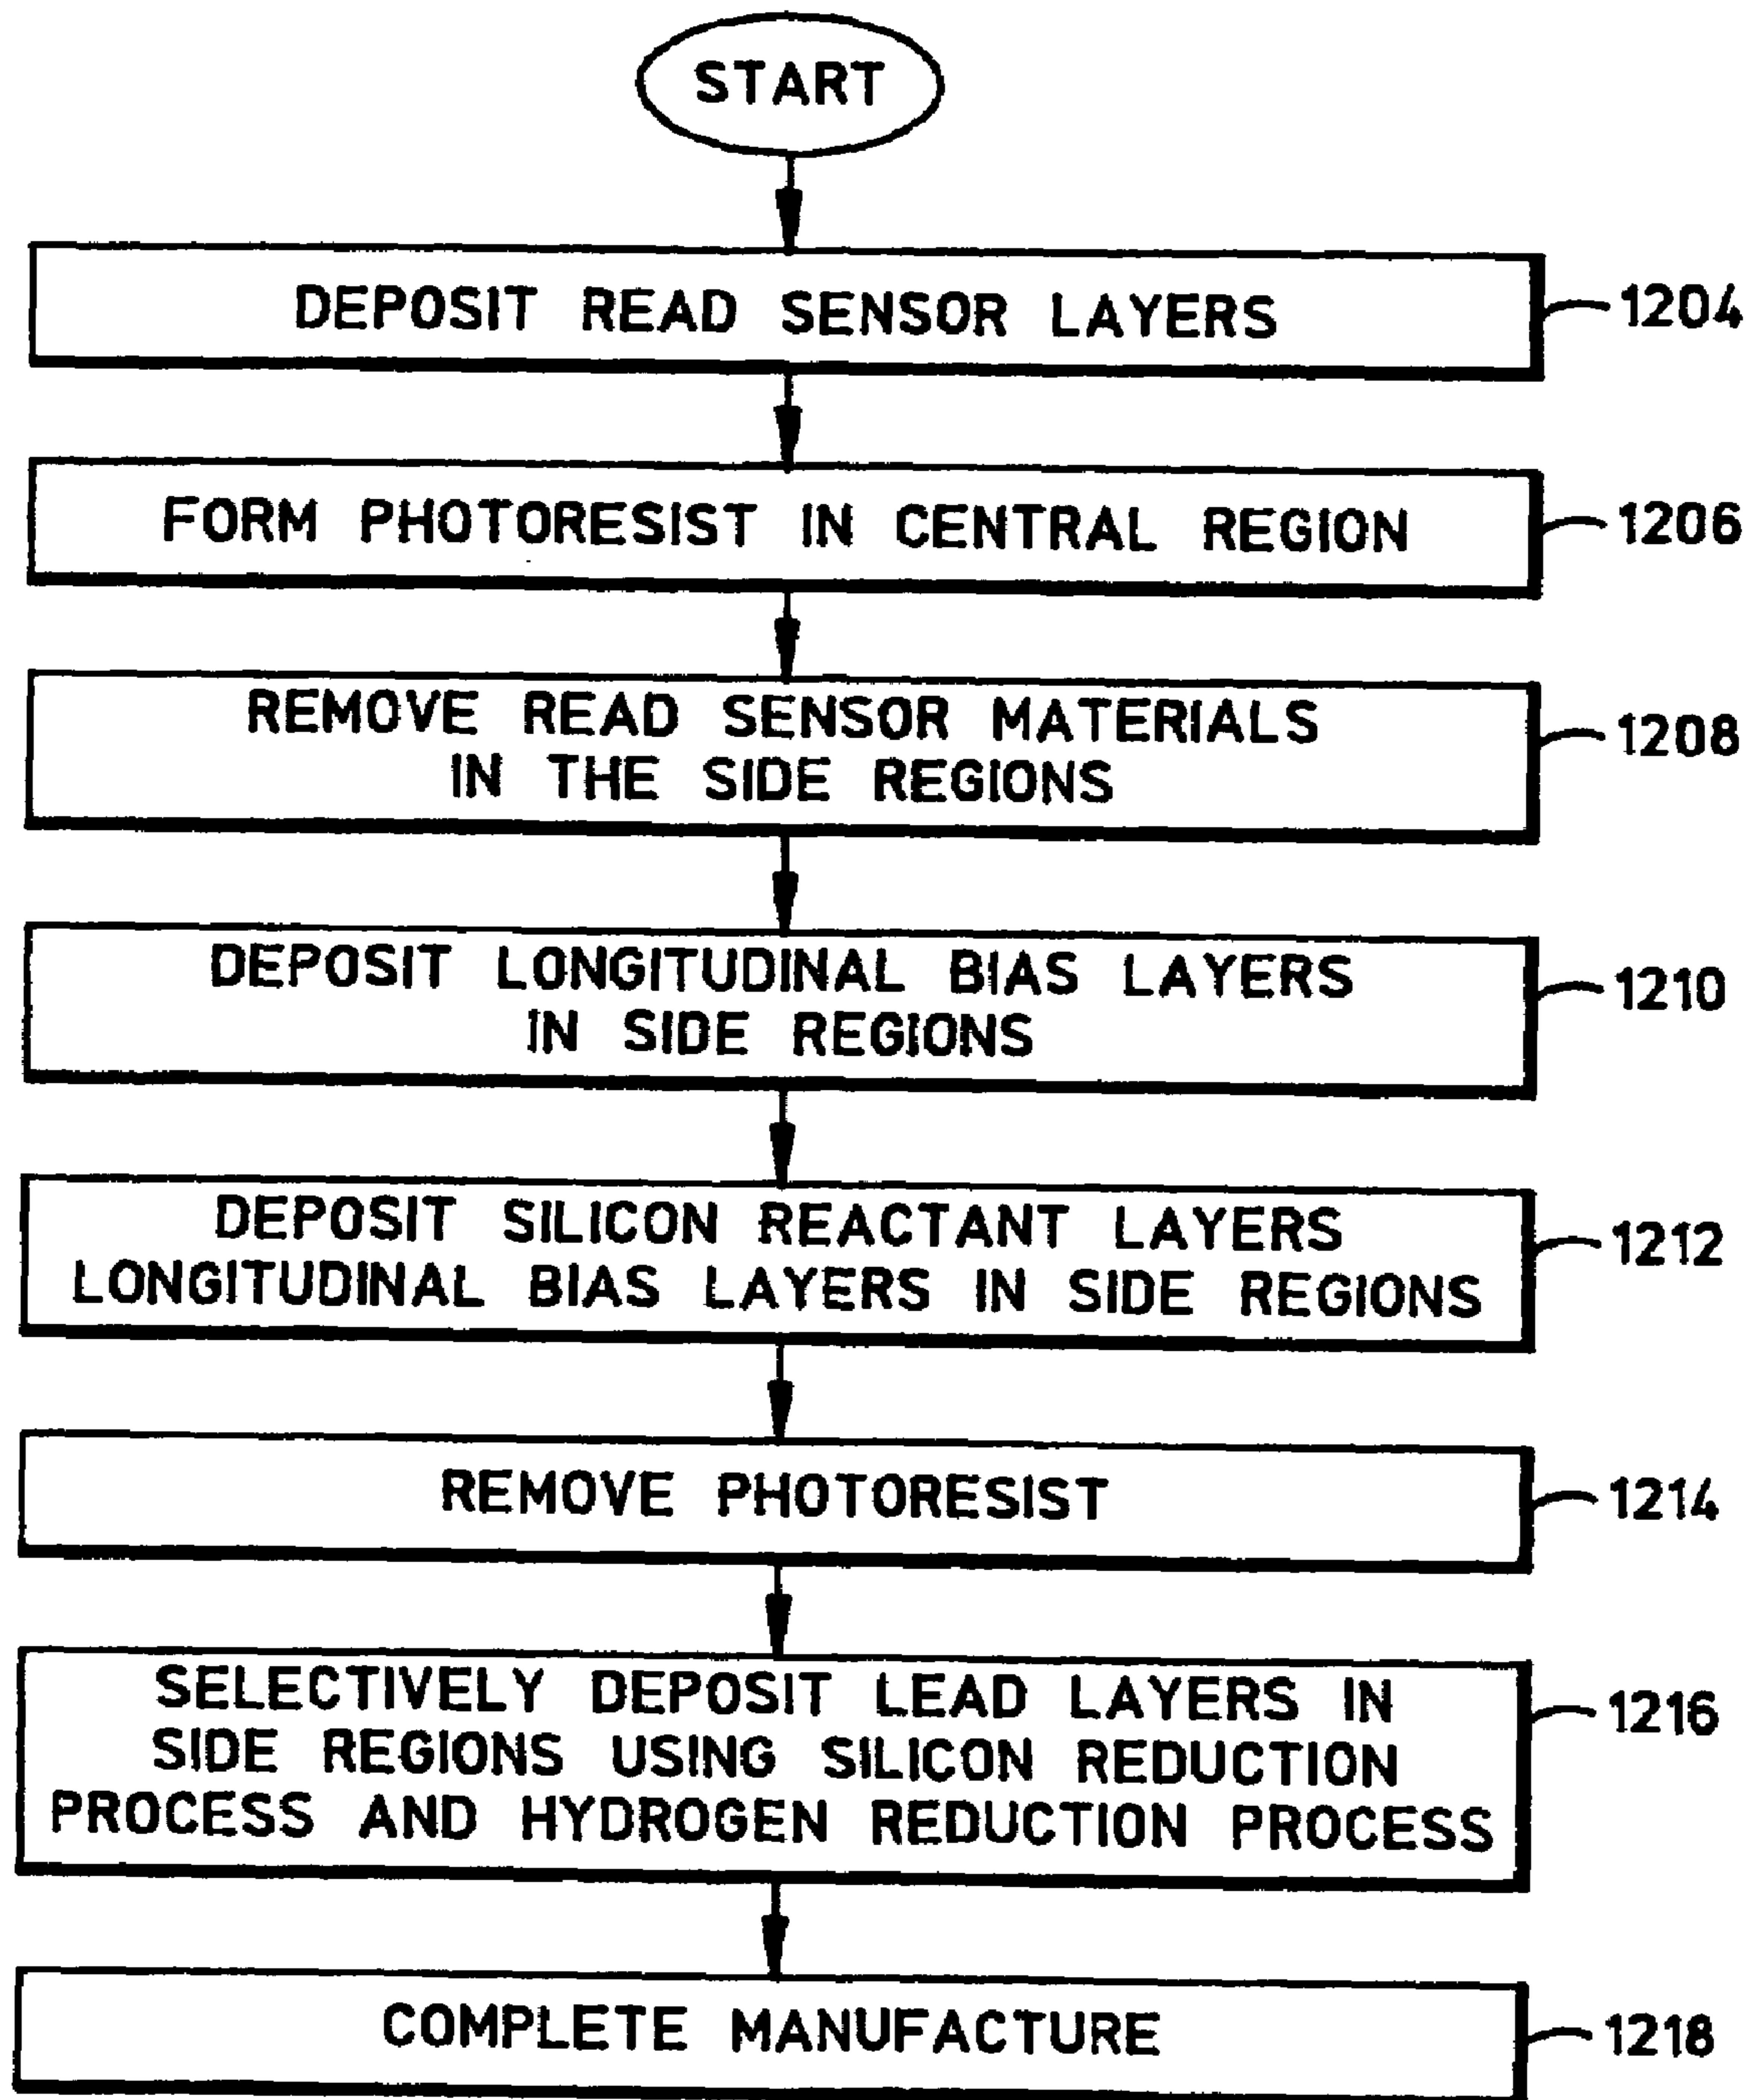 START
DEPOSIT READ SENSOR LAYERS
1204
FORM PHOTORESIST IN CENTRAL REGION
1206
REMOVE READ SENSOR MATERIALS
IN THE SIDE REGIONS
1208
DEPOSIT LONGITUDINAL BIAS LAYERS
IN SIDE REGIONS
1210
DEPOSIT SILICON REACTANT LAYERS
LONGITUDINAL BIAS LAYERS IN SIDE REGIONS
1212
REMOVE PHOTORESIST
1214
SELECTIVELY DEPOSIT LEAD LAYERS IN
SIDE REGIONS USING SILICON REDUCTION
PROCESS AND HYDROGEN REDUCTION PROCESS
1216
COMPLETE MANUFACTURE
1218